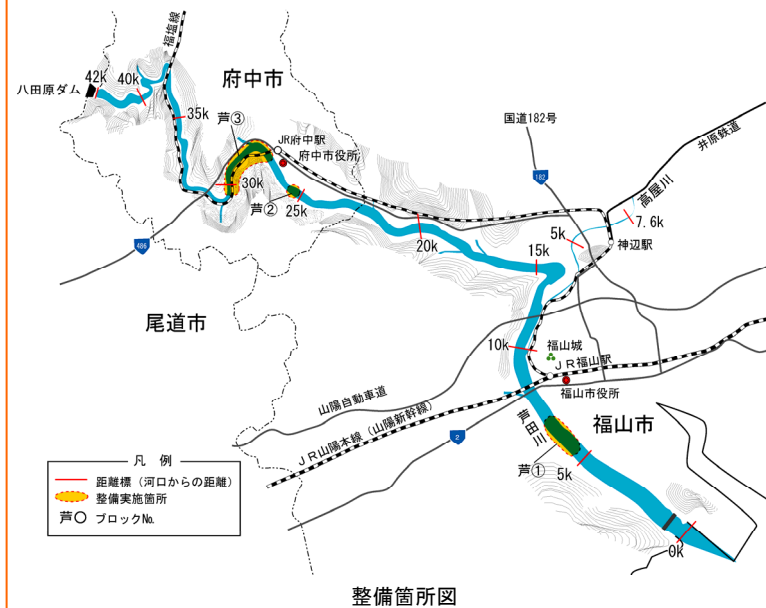 福塩線
八田原ダム
42k
40k
府中市
35k
芦③
JR府中駅
府中市役所
国道182号
井原鉄道
182
高屋川
30k
芦②
25k
7.6k
5k
神辺駅
20k
15k
486
尾道市
10k
福山城
JR福山駅
福山市役所
山陽自動車道
JR山陽本線（山陽新幹線）
2
芦田川
福山市
芦①
5k
0k
凡 例
距離標（河口からの距離）
整備実施箇所
芦○ ブロックNo.
整備箇所図